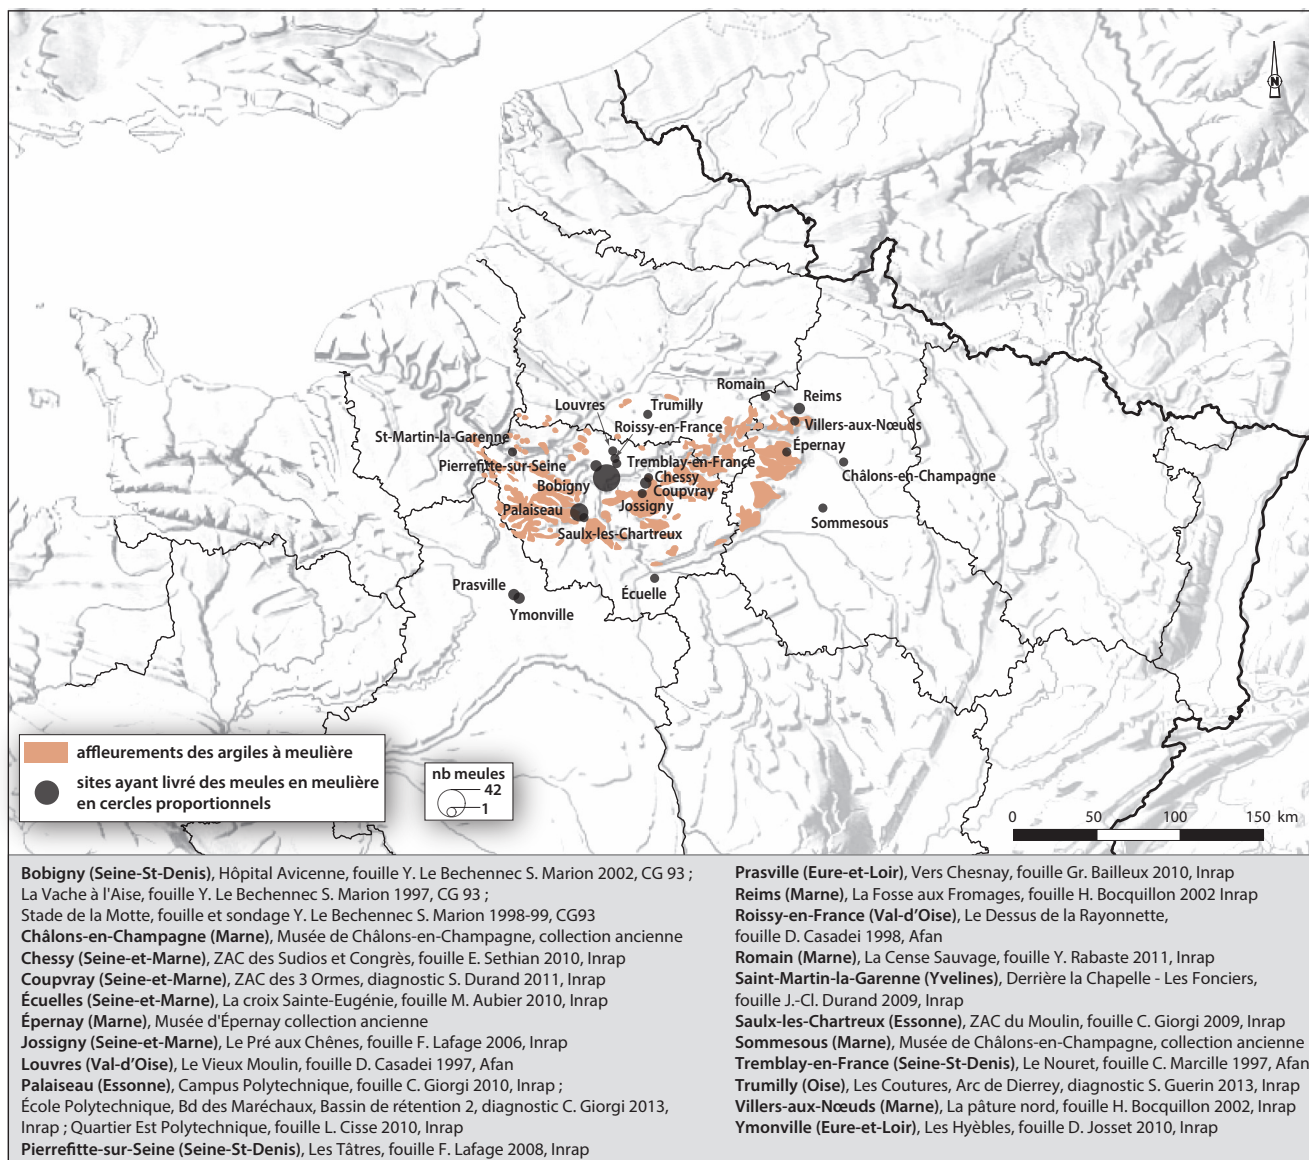 N
Romain
Reims
Louvres
Trumilly
Roissy-en-France
Villers-aux-Nœuds
St-Martin-la-Garenne
Épernay
Pierrefitte-sur-Seine
Tremblay-en-France
Chessy
Châlons-en-Champagne
Bobigny
Coupvray
Jossigny
Palaiseau
Sommesous
Saulx-les-Chartreux
Prasville
Écuelle
Ymonville
affleurements des argiles à meulière
sites ayant livré des meules en meulière
en cercles proportionnels
nb meules
42
1
0 50 100 150 km
Bobigny (Seine-St-Denis), Hôpital Avicenne, fouille Y. Le Bechennec S. Marion 2002, CG 93 ;
La Vache à l'Aise, fouille Y. Le Bechennec S. Marion 1997, CG 93 ;
Stade de la Motte, fouille et sondage Y. Le Bechennec S. Marion 1998-99, CG93
Châlons-en-Champagne (Marne), Musée de Châlons-en-Champagne, collection ancienne
Chessy (Seine-et-Marne), ZAC des Sudios et Congrès, fouille E. Sethian 2010, Inrap
Coupvray (Seine-et-Marne), ZAC des 3 Ormes, diagnostic S. Durand 2011, Inrap
Écuelles (Seine-et-Marne), La croix Sainte-Eugénie, fouille M. Aubier 2010, Inrap
Épernay (Marne), Musée d'Épernay collection ancienne
Jossigny (Seine-et-Marne), Le Pré aux Chênes, fouille F. Lafage 2006, Inrap
Louvres (Val-d'Oise), Le Vieux Moulin, fouille D. Casadei 1997, Afan
Palaiseau (Essonne), Campus Polytechnique, fouille C. Giorgi 2010, Inrap ;
École Polytechnique, Bd des Maréchaux, Bassin de rétention 2, diagnostic C. Giorgi 2013,
Inrap ; Quartier Est Polytechnique, fouille L. Cisse 2010, Inrap
Pierrefitte-sur-Seine (Seine-St-Denis), Les Tâtres, fouille F. Lafage 2008, Inrap
Prasville (Eure-et-Loir), Vers Chesnay, fouille Gr. Bailleux 2010, Inrap
Reims (Marne), La Fosse aux Fromages, fouille H. Bocquillon 2002 Inrap
Roissy-en-France (Val-d'Oise), Le Dessus de la Rayonnette,
fouille D. Casadei 1998, Afan
Romain (Marne), La Cense Sauvage, fouille Y. Rabaste 2011, Inrap
Saint-Martin-la-Garenne (Yvelines), Derrière la Chapelle - Les Fonciers,
fouille J.-Cl. Durand 2009, Inrap
Saulx-les-Chartreux (Essonne), ZAC du Moulin, fouille C. Giorgi 2009, Inrap
Sommesous (Marne), Musée de Châlons-en-Champagne, collection ancienne
Tremblay-en-France (Seine-St-Denis), Le Nouret, fouille C. Marcille 1997, Afan
Trumilly (Oise), Les Coutures, Arc de Dierrey, diagnostic S. Guerin 2013, Inrap
Villers-aux-Nœuds (Marne), La pâture nord, fouille H. Bocquillon 2002, Inrap
Ymonville (Eure-et-Loir), Les Hyèbles, fouille D. Josset 2010, Inrap